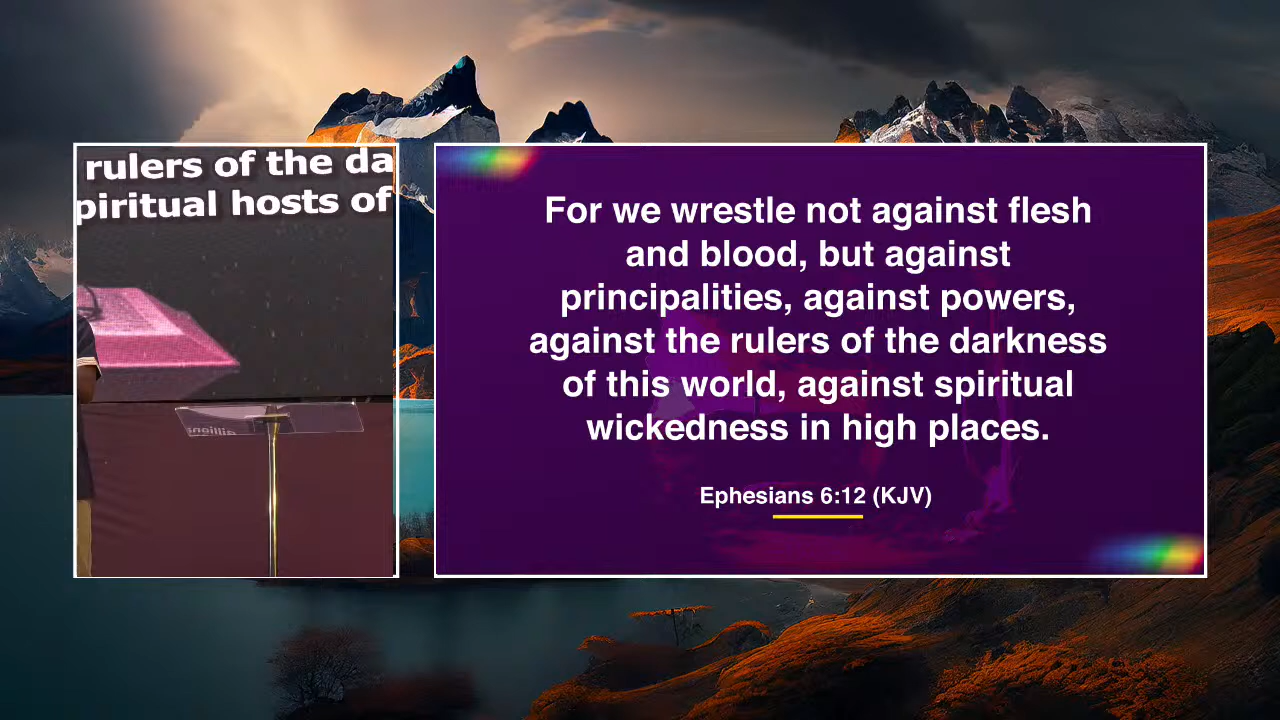 rulers of the da
piritual hosts of
For we wrestle not against flesh
and blood, but against
principalities, against powers,
against the rulers of the darkness
of this world, against spiritual
wickedness in high places.
Ephesians 6:12 (KJV)